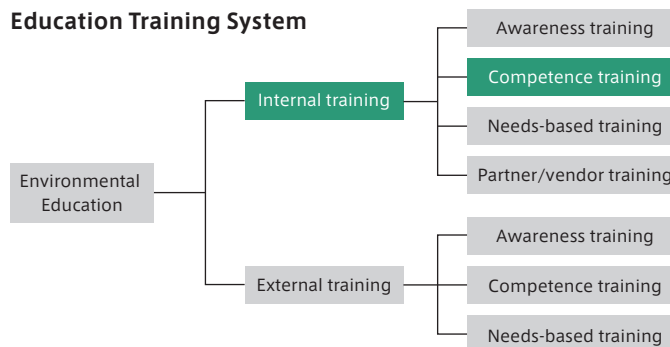 Education Training System
Awareness training
Competence training
Internal training
Needs-based training
Partner/vendor training
Environmental
Education
Awareness training
External training
Competence training
Needs-based training